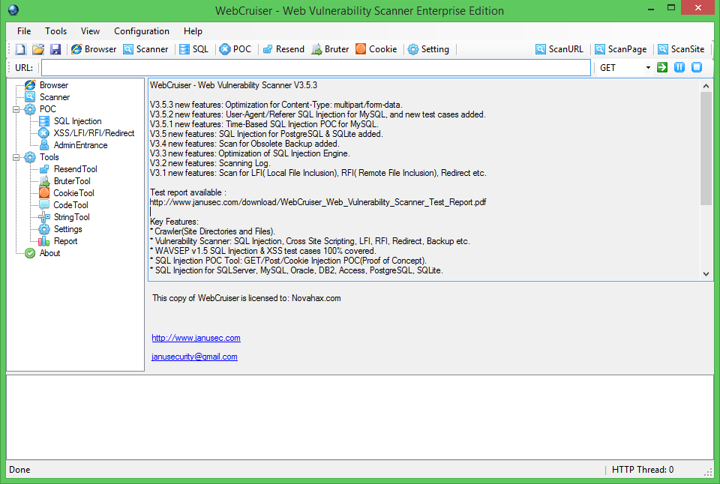 WebCruiser - Web Vulnerability Scanner Enterprise Edition
File Tools View Configuration Help
Browser Scanner SQL POC Resend Bruter Cookie Setting ScanURL ScanPage ScanSite
URL: GET
Browser
Scanner
POC
SQL Injection
XSS/LFI/RFI/Redirect
AdminEntrance
Tools
ResendTool
BruterTool
CookieTool
CodeTool
StringTool
Settings
Report
About
WebCruiser - Web Vulnerability Scanner V3.5.3
V3.5.3 new features: Optimization for Content-Type: multipart/form-data.
V3.5.2 new features: User-Agent/Referer SQL Injection for MySQL, and new test cases added.
V3.5.1 new features: Time-Based SQL Injection POC for MySQL.
V3.5 new features: SQL Injection for PostgreSQL & SQLite added.
V3.4 new features: Scan for Obsolete Backup added.
V3.3 new features: Optimization of SQL Injection Engine.
V3.2 new features: Scanning Log.
V3.1 new features: Scan for LFI( Local File Inclusion), RFI( Remote File Inclusion), Redirect etc.
Test report available :
http://www.janusec.com/download/WebCruiser_Web_Vulnerability_Scanner_Test_Report.pdf
Key Features:
* Crawler(Site Directories and Files).
* Vulnerability Scanner: SQL Injection, Cross Site Scripting, LFI, RFI, Redirect, Backup etc.
* WAVSEP v1.5 SQL Injection & XSS test cases 100% covered.
* SQL Injection POC Tool: GET/Post/Cookie Injection POC(Proof of Concept).
* SQL Injection for SQLServer, MySQL, Oracle, DB2, Access, PostgreSQL, SQLite.
This copy of WebCruiser is licensed to: Novahax.com
http://www.janusec.com
janusecurity@gmail.com
Done HTTP Thread: 0